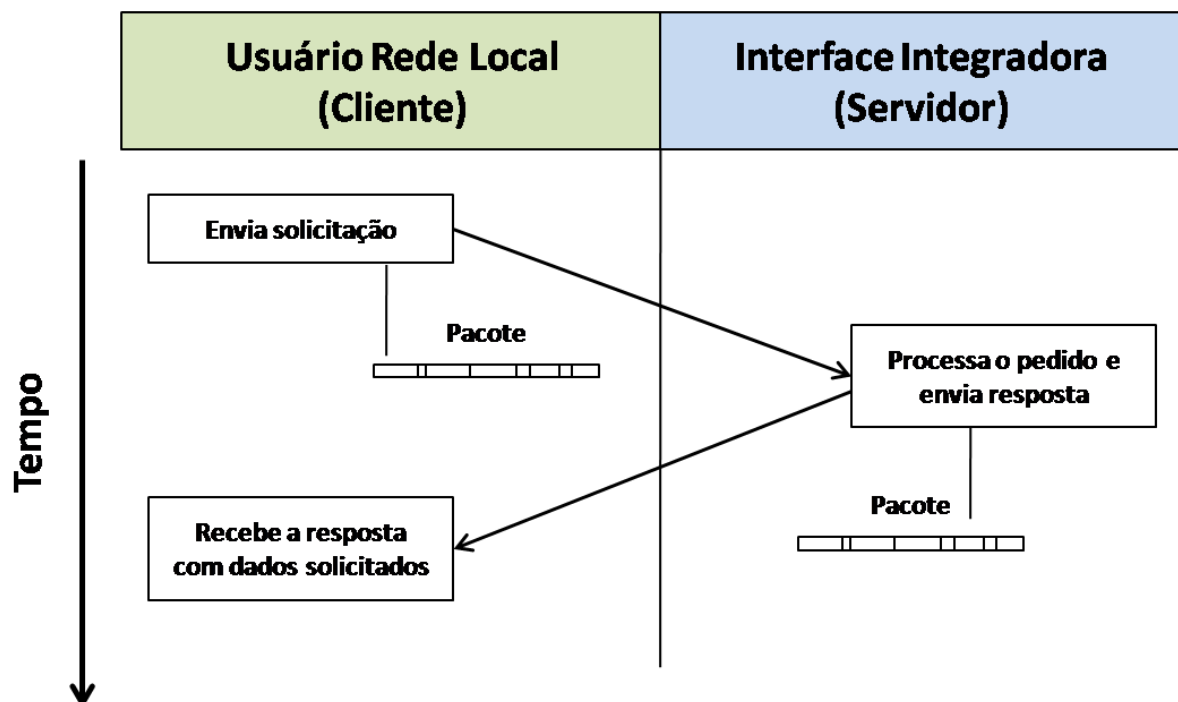 Usuário Rede Local
(Cliente)
Interface Integradora
(Servidor)
Tempo
Envia solicitação
Pacote
Processa o pedido e
envia resposta
Pacote
Recebe a resposta
com dados solicitados